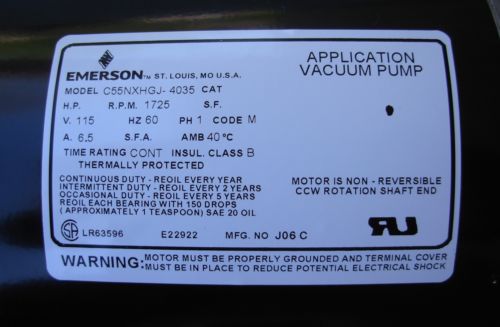 EMERSON™ ST. LOUIS, MO U.S.A.
MODEL C55NXHGJ- 4035 CAT
H.P. R.P.M. 1725 S.F.
V. 115 HZ 60 PH 1 CODE M
A. 6.5 S.F.A. AMB 40°C
TIME RATING CONT INSUL. CLASS B
THERMALLY PROTECTED
CONTINUOUS DUTY - REOIL EVERY YEAR
INTERMITTENT DUTY - REOIL EVERY 2 YEARS
OCCASIONAL DUTY - REOIL EVERY 5 YEARS
REOIL EACH BEARING WITH 150 DROPS
( APPROXIMATELY 1 TEASPOON) SAE 20 OIL
SA LR63596 E22922 MFG. NO J06 C
APPLICATION
VACUUM PUMP
MOTOR IS NON - REVERSIBLE
CCW ROTATION SHAFT END
RU
WARNING: MOTOR MUST BE PROPERLY GROUNDED AND TERMINAL COVER
MUST BE IN PLACE TO REDUCE POTENTIAL ELECTRICAL SHOCK